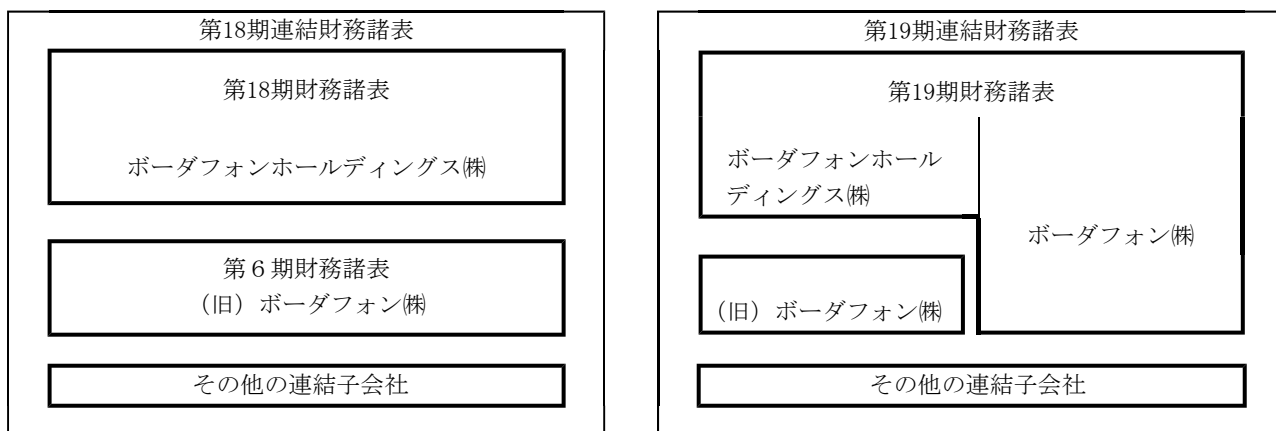 第18期連結財務諸表
第18期財務諸表
ボーダフォンホールディングス㈱
第６期財務諸表
（旧）ボーダフォン㈱
その他の連結子会社
第19期連結財務諸表
第19期財務諸表
ボーダフォンホール
ディングス㈱
ボーダフォン㈱
（旧）ボーダフォン㈱
その他の連結子会社